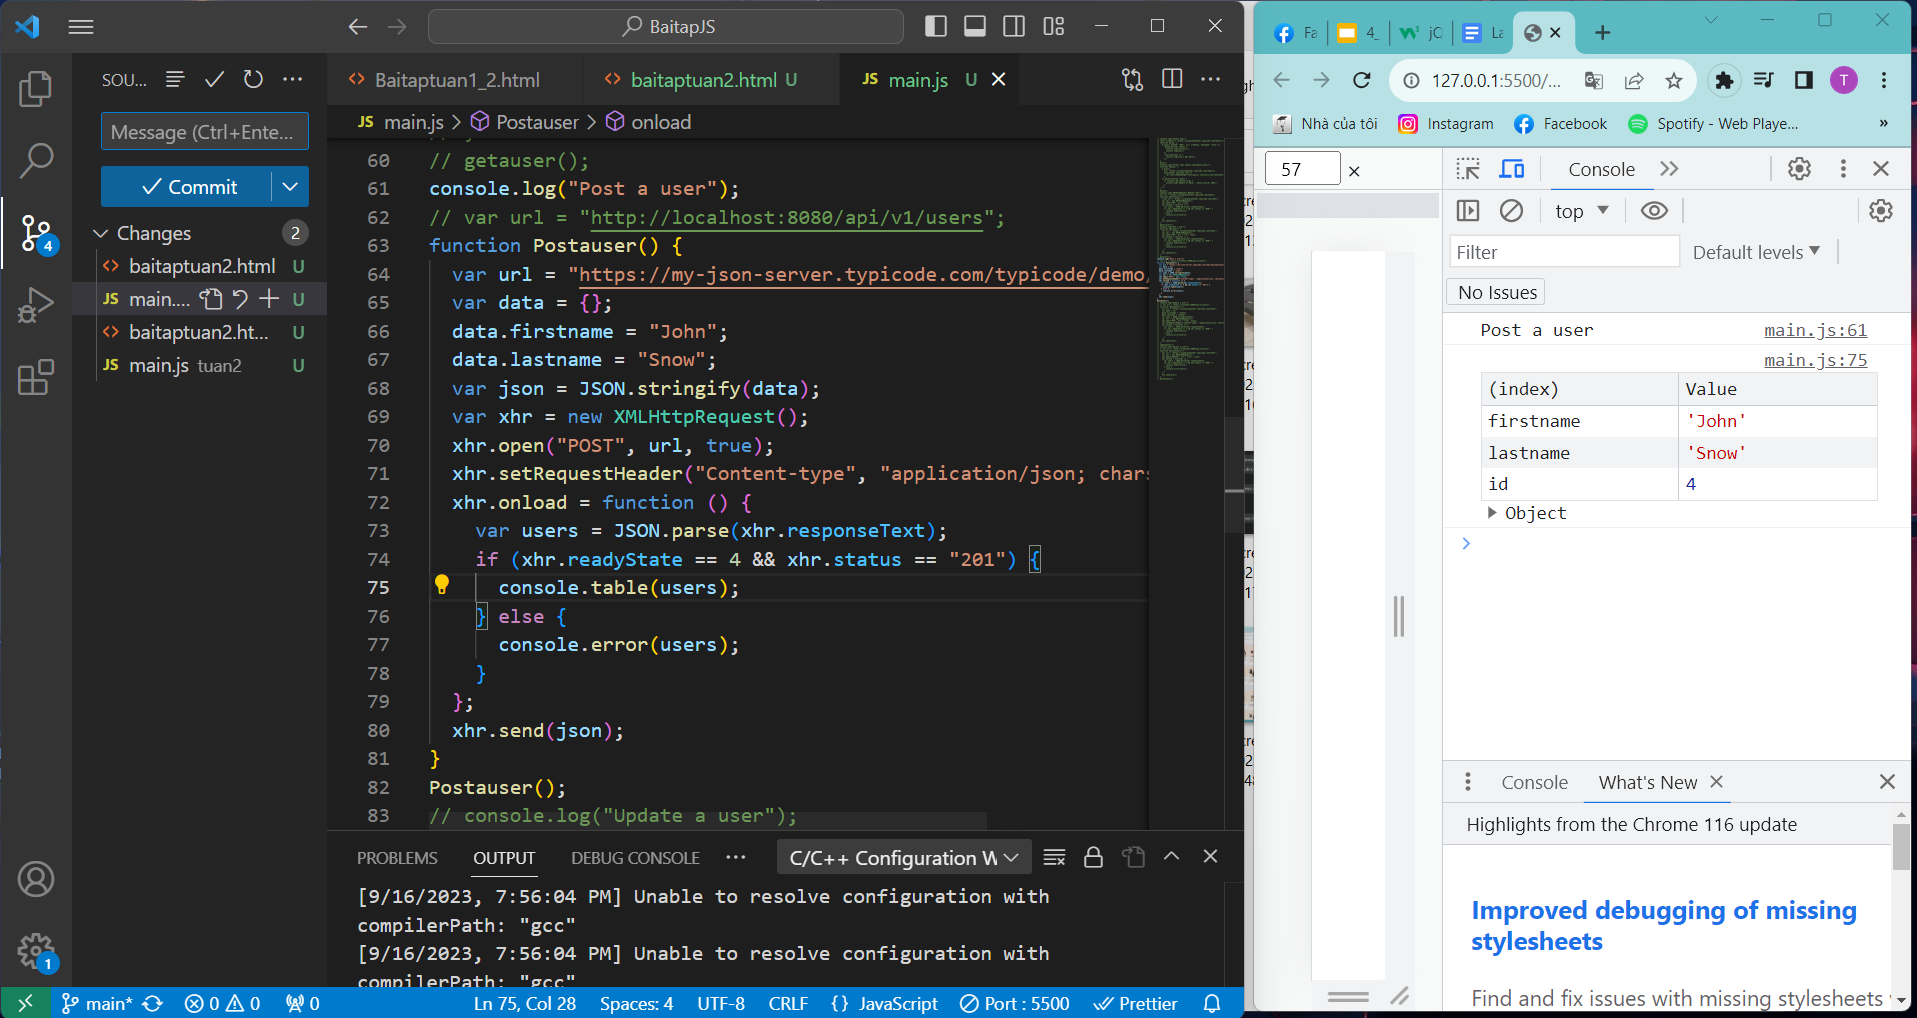 BaitapJS
SOU...
Message (Ctrl+Ente...
Commit
4
Changes 2
baitaptuan2.html U
JS main.... U
baitaptuan2.ht... U
JS main.js tuan2 U
1
Baitaptuan1_2.html
baitaptuan2.html U
JS main.js U
JS main.js > Postauser > onload
60 // getauser();
61 console.log("Post a user");
62 // var url = "http://localhost:8080/api/v1/users";
63 function Postauser() {
64 var url = "https://my-json-server.typicode.com/typicode/demo/
65 var data = {};
66 data.firstname = "John";
67 data.lastname = "Snow";
68 var json = JSON.stringify(data);
69 var xhr = new XMLHttpRequest();
70 xhr.open("POST", url, true);
71 xhr.setRequestHeader("Content-type", "application/json; chars
72 xhr.onload = function () {
73 var users = JSON.parse(xhr.responseText);
74 if (xhr.readyState == 4 && xhr.status == "201") {
75 console.table(users);
76 } else {
77 console.error(users);
78 }
79 };
80 xhr.send(json);
81 }
82 Postauser();
83 // console.log("Update a user");
PROBLEMS OUTPUT DEBUG CONSOLE ... C/C++ Configuration W
[9/16/2023, 7:56:04 PM] Unable to resolve configuration with
compilerPath: "gcc"
[9/16/2023, 7:56:04 PM] Unable to resolve configuration with
compilerPath: "gcc"
main* 0 0 0 Ln 75, Col 28 Spaces: 4 UTF-8 CRLF {} JavaScript Port : 5500 Prettier
Fa 4_ jC La
127.0.0.1:5500/... T
Nhà của tôi Instagram Facebook Spotify - Web Playe... »
57 ×
Console
top
Filter Default levels
No Issues
Post a user main.js:61
main.js:75
(index) Value
firstname 'John'
lastname 'Snow'
id 4
Object
Console What's New
Highlights from the Chrome 116 update
Improved debugging of missing
stylesheets
Find and fix issues with missing stylesheets